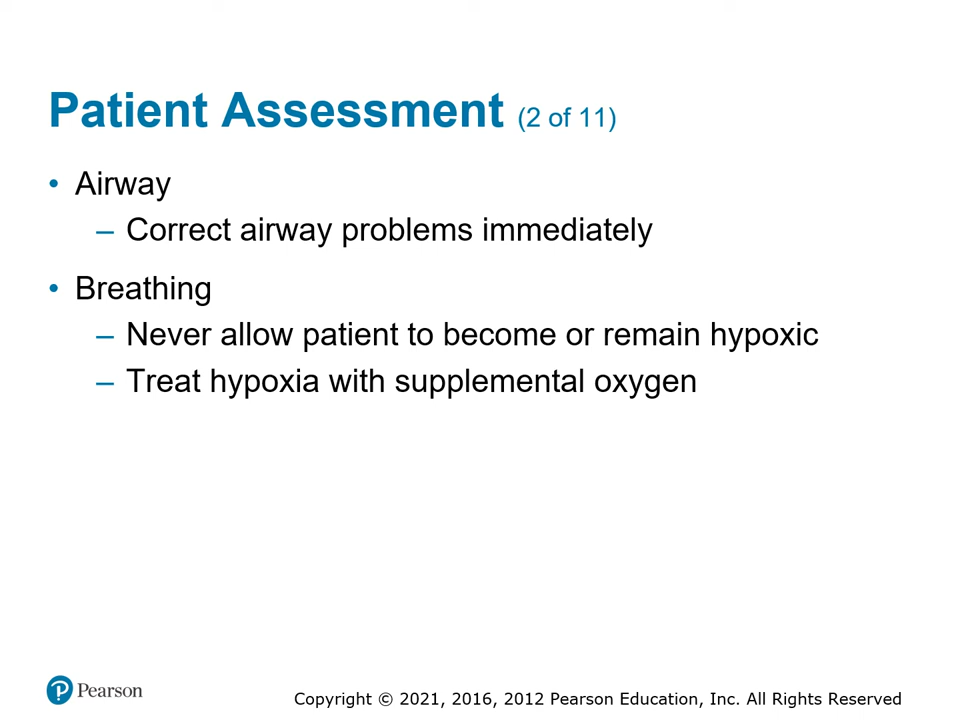 Patient Assessment (2 of 11)
• Airway
– Correct airway problems immediately
• Breathing
– Never allow patient to become or remain hypoxic
– Treat hypoxia with supplemental oxygen
Pearson
Copyright © 2021, 2016, 2012 Pearson Education, Inc. All Rights Reserved